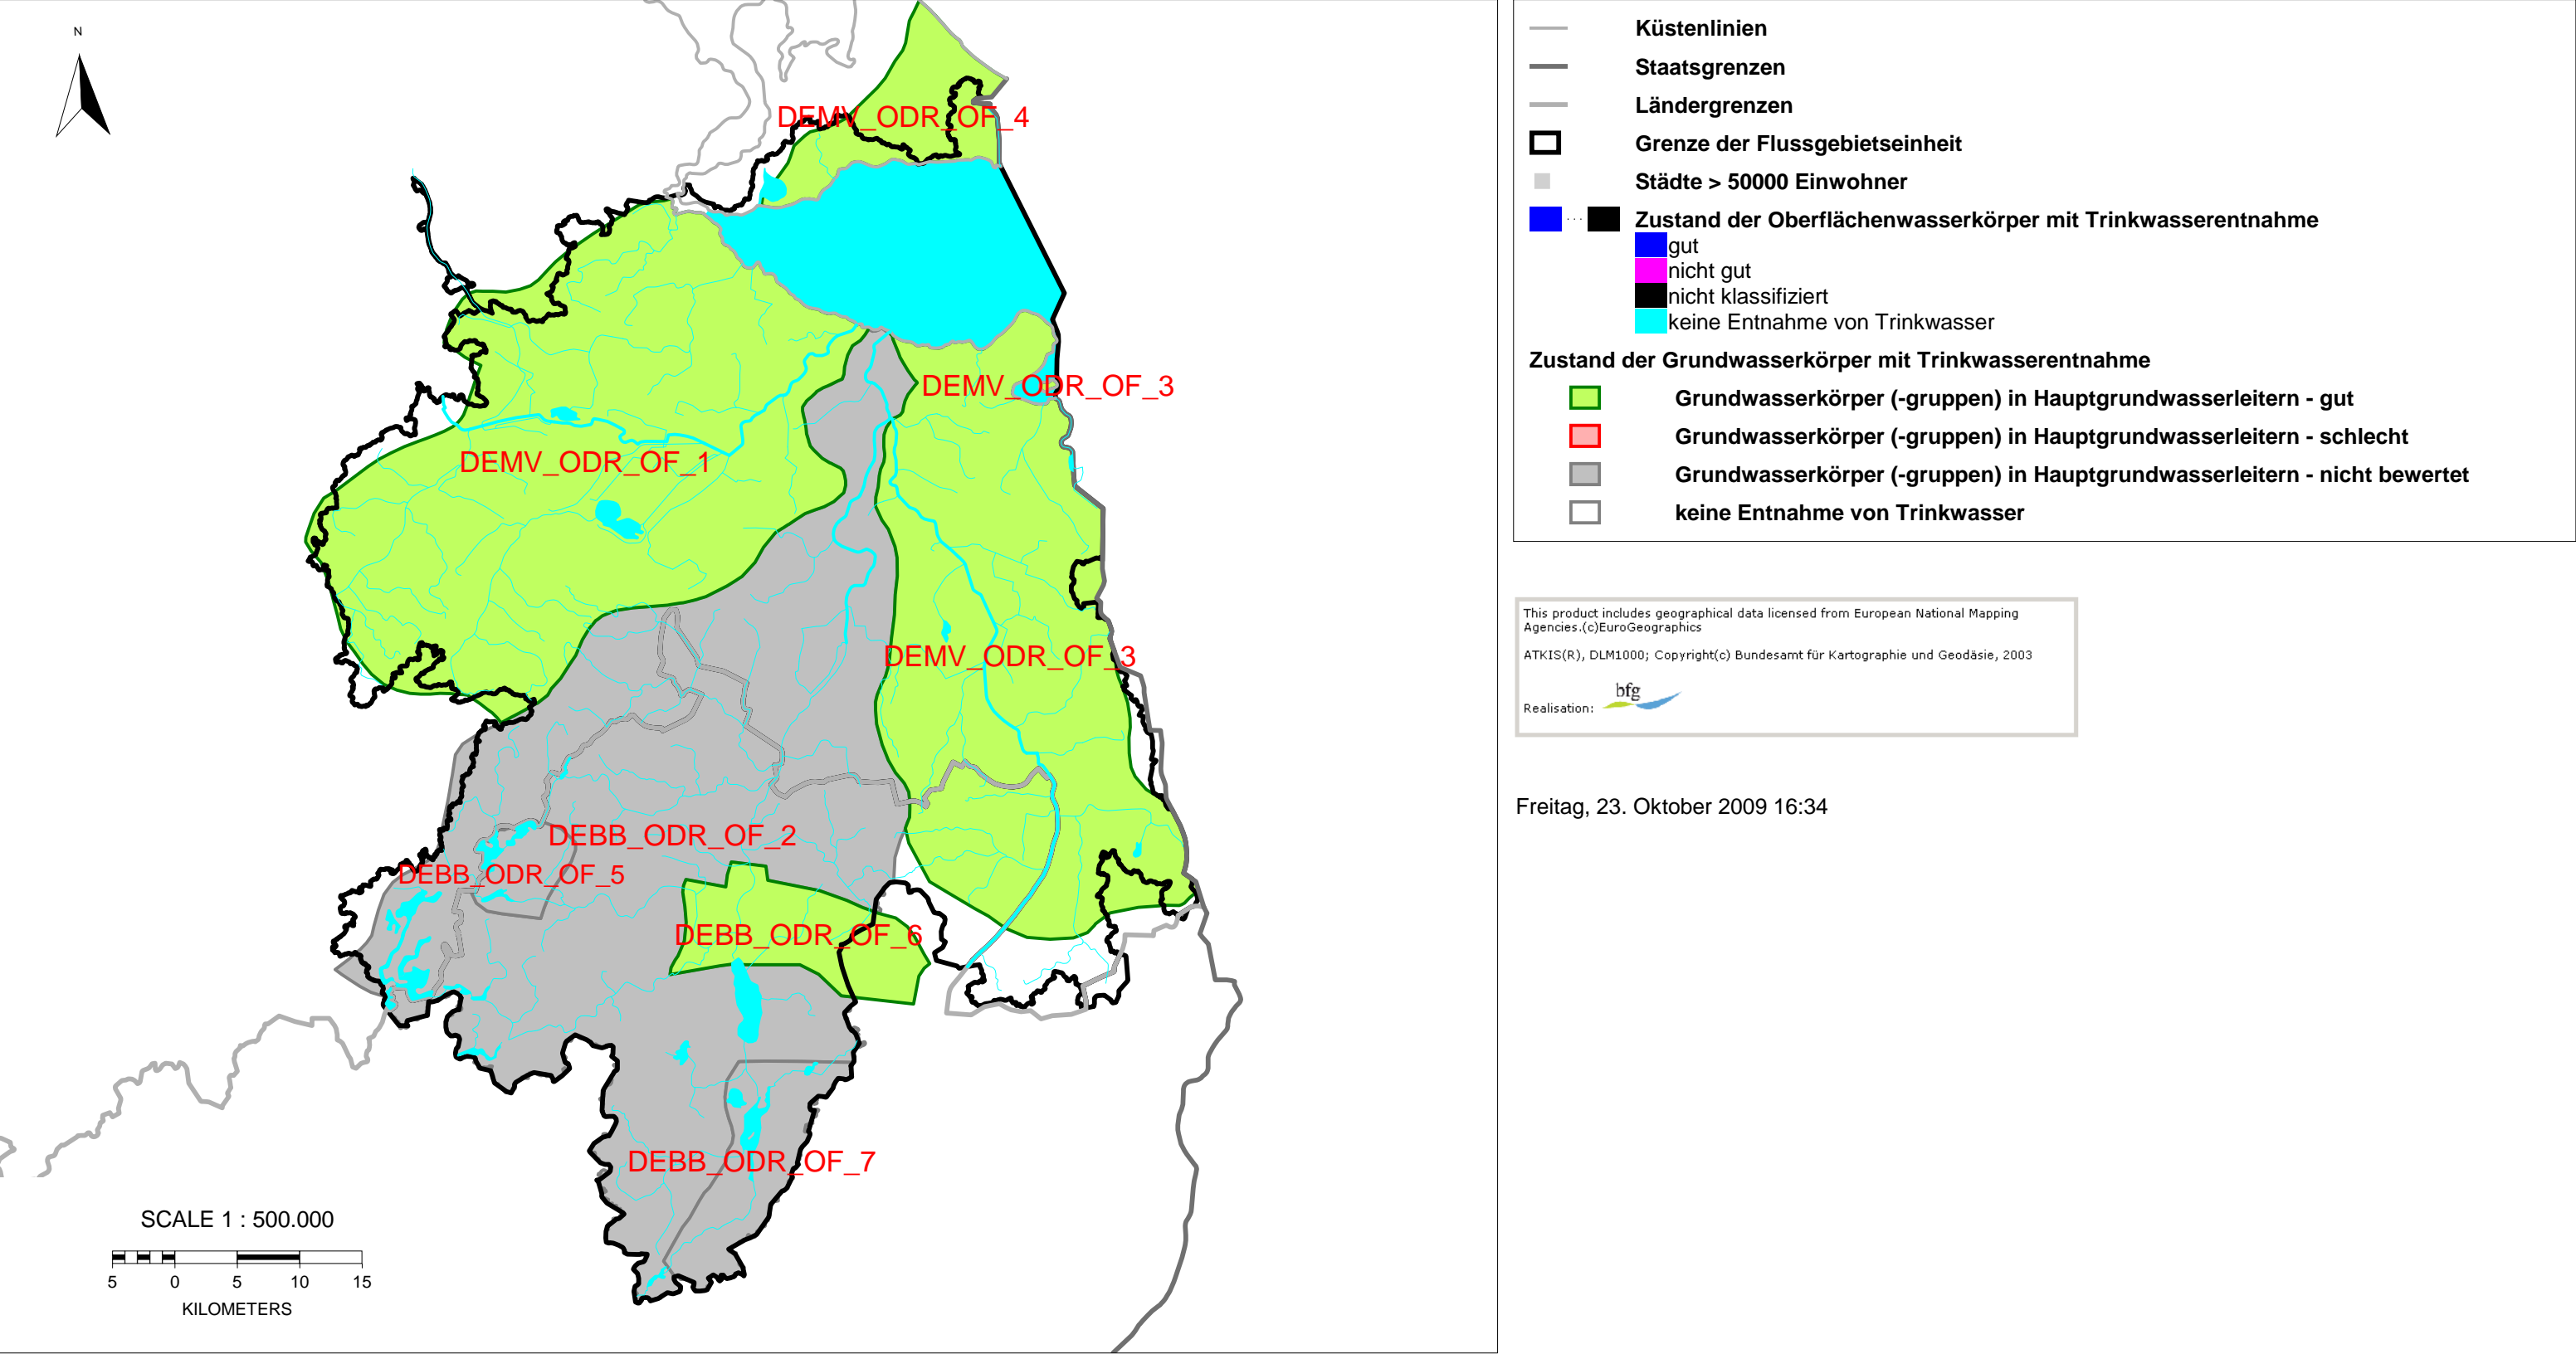 N
DEMV_ODR_OF_4
DEMV_ODR_OF_3
DEMV_ODR_OF_1
DEMV_ODR_OF_3
DEBB_ODR_OF_2
DEBB_ODR_OF_5
DEBB_ODR_OF_6
DEBB_ODR_OF_7
SCALE 1 : 500.000
5 0 5 10 15
KILOMETERS
Küstenlinien
Staatsgrenzen
Ländergrenzen
Grenze der Flussgebietseinheit
Städte > 50000 Einwohner
... Zustand der Oberflächenwasserkörper mit Trinkwasserentnahme
gut
nicht gut
nicht klassifiziert
keine Entnahme von Trinkwasser
Zustand der Grundwasserkörper mit Trinkwasserentnahme
Grundwasserkörper (-gruppen) in Hauptgrundwasserleitern - gut
Grundwasserkörper (-gruppen) in Hauptgrundwasserleitern - schlecht
Grundwasserkörper (-gruppen) in Hauptgrundwasserleitern - nicht bewertet
keine Entnahme von Trinkwasser
This product includes geographical data licensed from European National Mapping
Agencies.(c)EuroGeographics
ATKIS(R), DLM1000; Copyright(c) Bundesamt für Kartographie und Geodäsie, 2003
Realisation: bfg
Freitag, 23. Oktober 2009 16:34